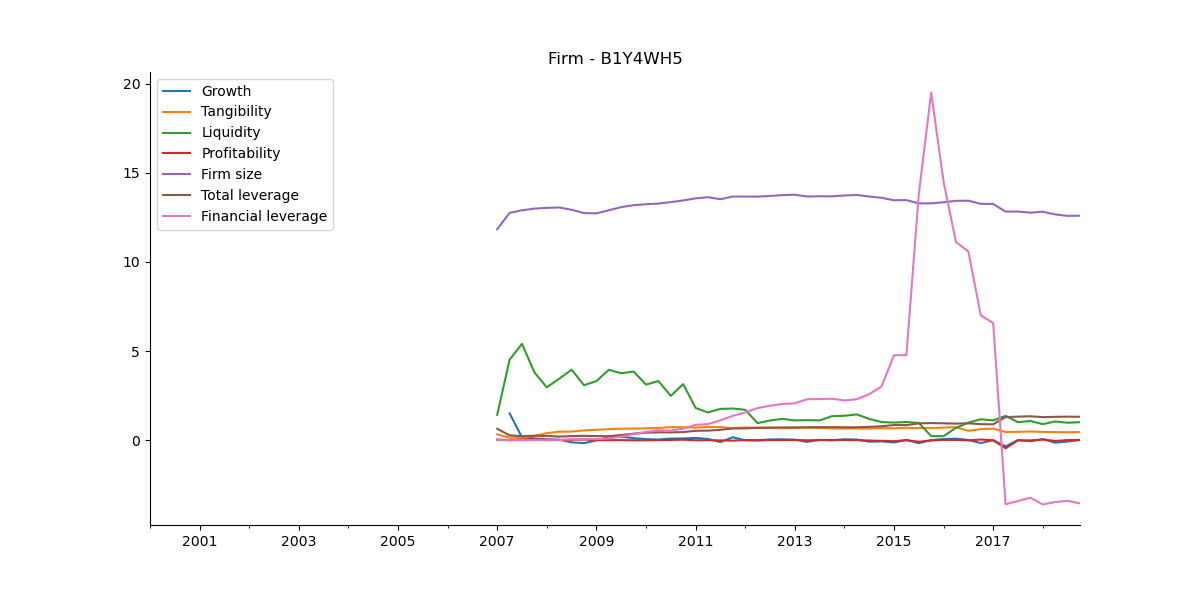 Firm - B1Y4WH5
20
15
10
5
0
Growth
Tangibility
Liquidity
Profitability
Firm size
Total leverage
Financial leverage
2001 2003 2005 2007 2009 2011 2013 2015 2017